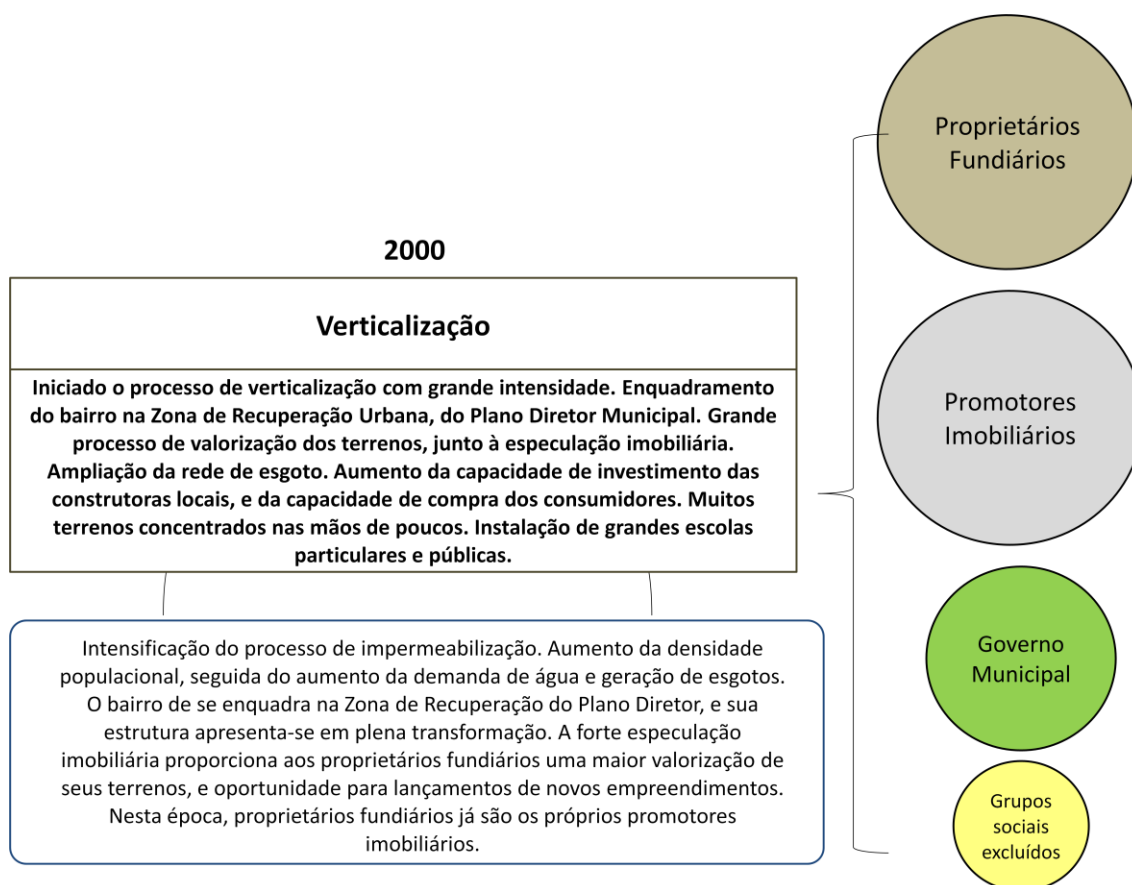 2000
Verticalização
Iniciado o processo de verticalização com grande intensidade. Enquadramento
do bairro na Zona de Recuperação Urbana, do Plano Diretor Municipal. Grande
processo de valorização dos terrenos, junto à especulação imobiliária.
Ampliação da rede de esgoto. Aumento da capacidade de investimento das
construtoras locais, e da capacidade de compra dos consumidores. Muitos
terrenos concentrados nas mãos de poucos. Instalação de grandes escolas
particulares e públicas.
Intensificação do processo de impermeabilização. Aumento da densidade
populacional, seguida do aumento da demanda de água e geração de esgotos.
O bairro de se enquadra na Zona de Recuperação do Plano Diretor, e sua
estrutura apresenta-se em plena transformação. A forte especulação
imobiliária proporciona aos proprietários fundiários uma maior valorização de
seus terrenos, e oportunidade para lançamentos de novos empreendimentos.
Nesta época, proprietários fundiários já são os próprios promotores
imobiliários.
Proprietários
Fundiários
Promotores
Imobiliários
Governo
Municipal
Grupos
sociais
excluídos